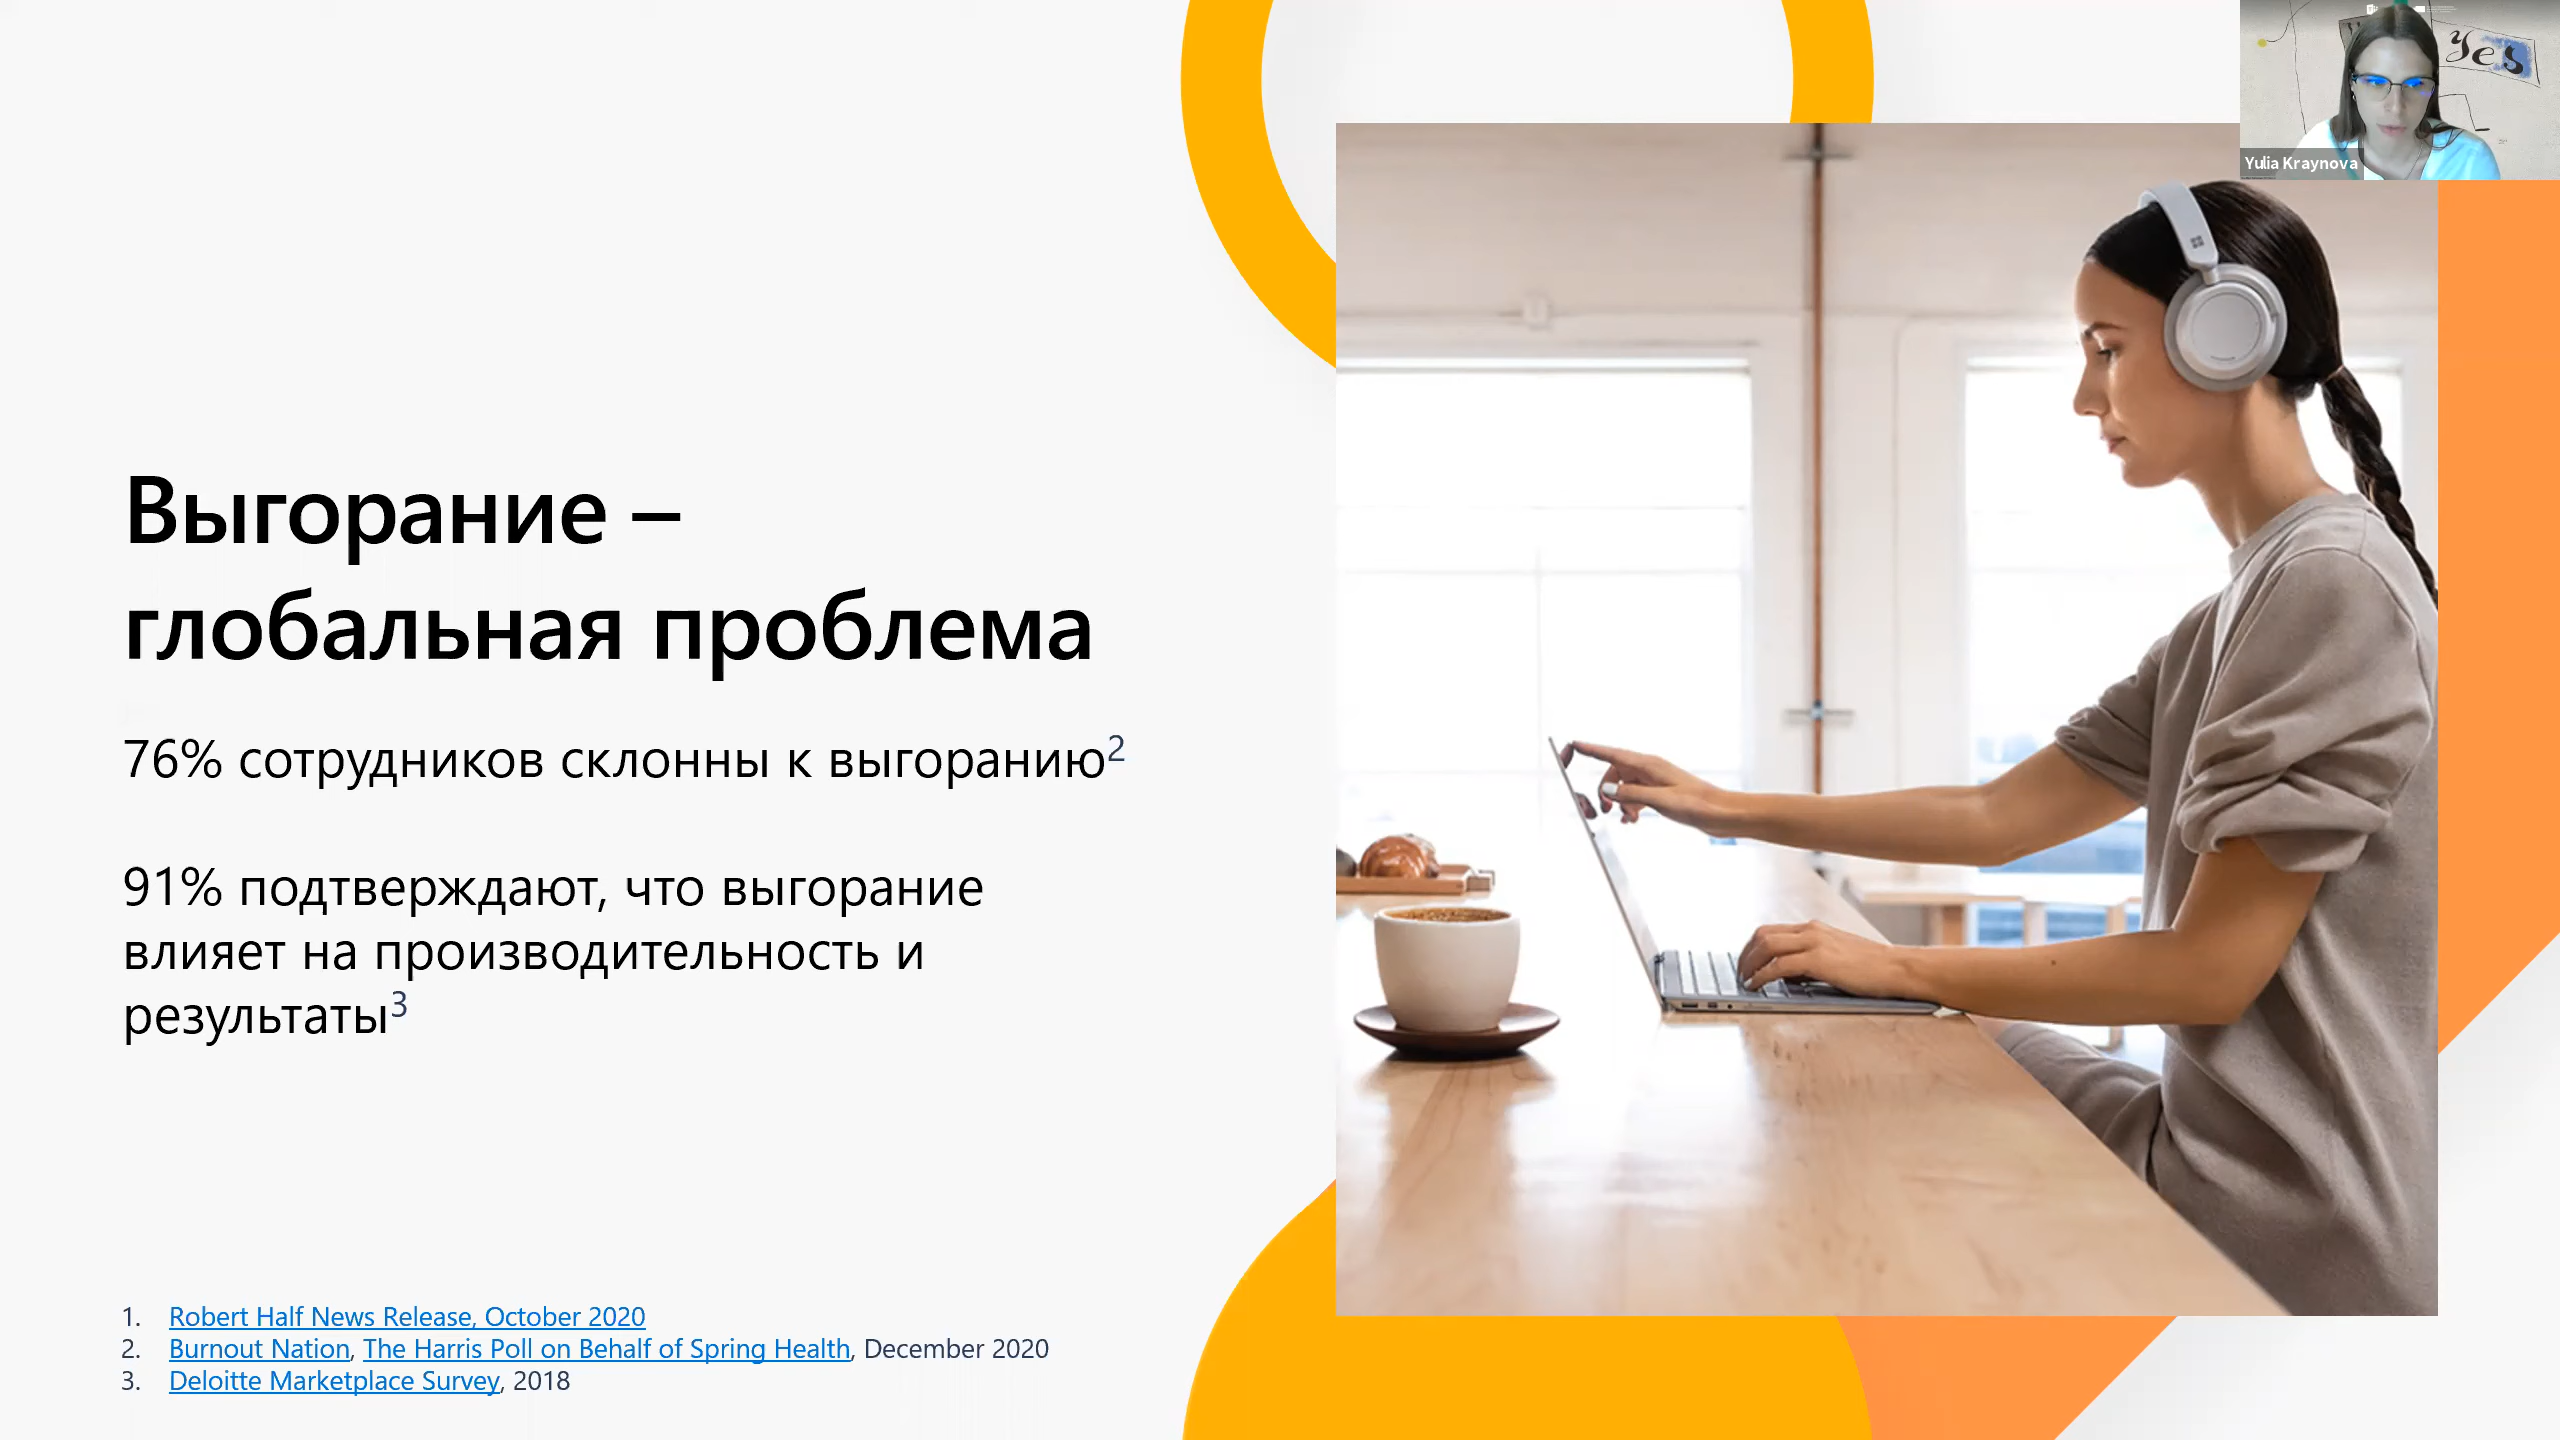 Yes
Yulia Kraynova
Выгорание –
глобальная проблема
76% сотрудников склонны к выгоранию2
91% подтверждают, что выгорание
влияет на производительность и
результаты3
1. Robert Half News Release, October 2020
2. Burnout Nation, The Harris Poll on Behalf of Spring Health, December 2020
3. Deloitte Marketplace Survey, 2018